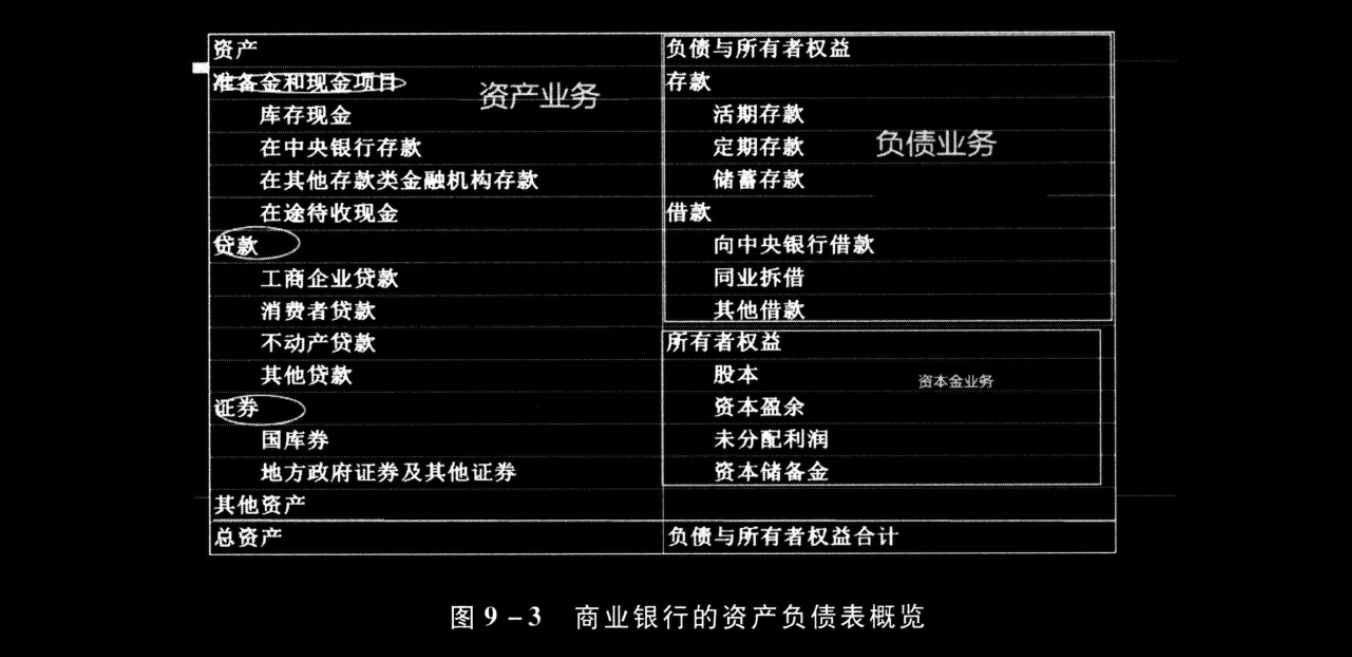 资产
准备金和现金项目
资产业务
库存现金
在中央银行存款
在其他存款类金融机构存款
在途待收现金
贷款
工商企业贷款
消费者贷款
不动产贷款
其他贷款
证券
国库券
地方政府证券及其他证券
其他资产
总资产
负债与所有者权益
存款
活期存款
负债业务
定期存款
储蓄存款
借款
向中央银行借款
同业拆借
其他借款
所有者权益
股本
资本金业务
资本盈余
未分配利润
资本储备金
负债与所有者权益合计
图 9-3 商业银行的资产负债表概览